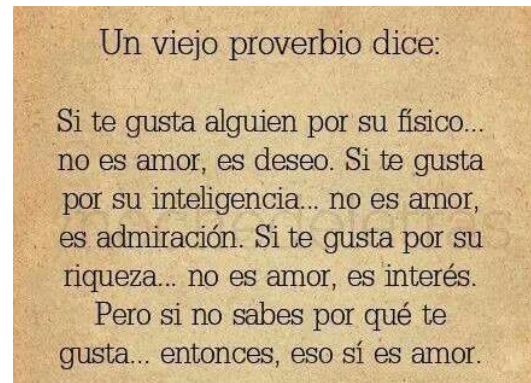 Un viejo proverbio dice:
Si te gusta alguien por su físico...
no es amor, es deseo. Si te gusta
por su inteligencia... no es amor,
es admiración. Si te gusta por su
riqueza... no es amor, es interés.
Pero si no sabes por qué te
gusta... entonces, eso sí es amor.